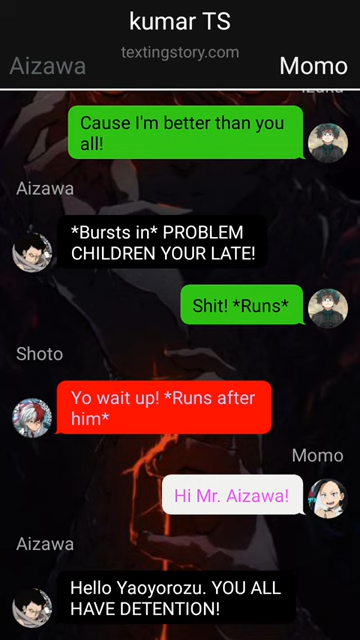 kumar TS
textingstory.com
Aizawa
Momo
Izuku
Cause I'm better than you
all!
Aizawa
*Bursts in* PROBLEM
CHILDREN YOUR LATE!
Shit! *Runs*
Shoto
Yo wait up! *Runs after
him*
Momo
Hi Mr. Aizawa!
Aizawa
Hello Yaoyorozu. YOU ALL
HAVE DETENTION!